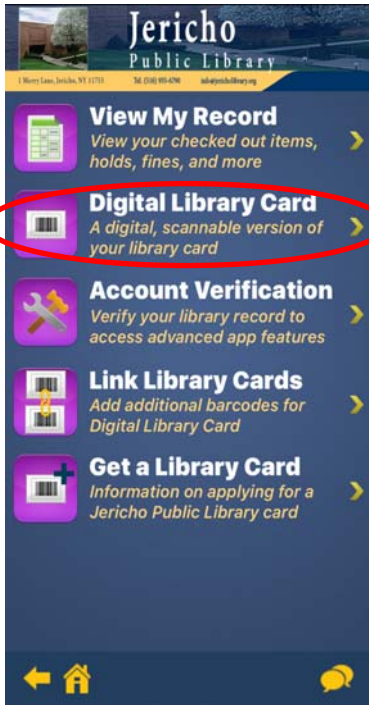 Jericho
Public Library
1 Merry Lane, Jericho, NY 11753 Tel. (516) 935-6790 info@jericholibrary.org
View My Record
View your checked out items,
holds, fines, and more
Digital Library Card
A digital, scannable version of
your library card
Account Verification
Verify your library record to
access advanced app features
Link Library Cards
Add additional barcodes for
Digital Library Card
Get a Library Card
Information on applying for a
Jericho Public Library card